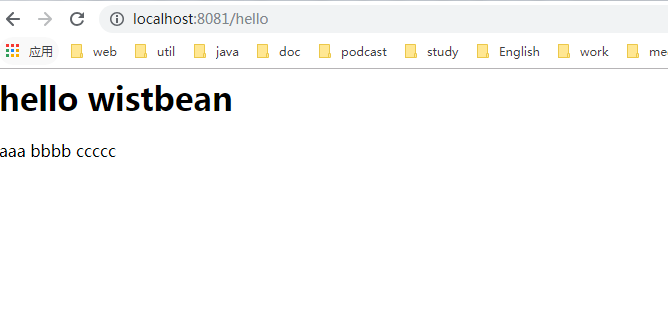 localhost:8081/hello
应用 web util java doc podcast study English work me
hello wistbean
aaa bbbb ccccc